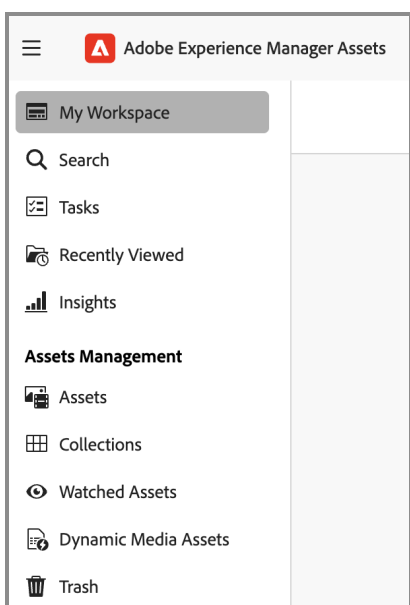 Adobe Experience Manager Assets
My Workspace
Search
Tasks
Recently Viewed
Insights
Assets Management
Assets
Collections
Watched Assets
Dynamic Media Assets
Trash